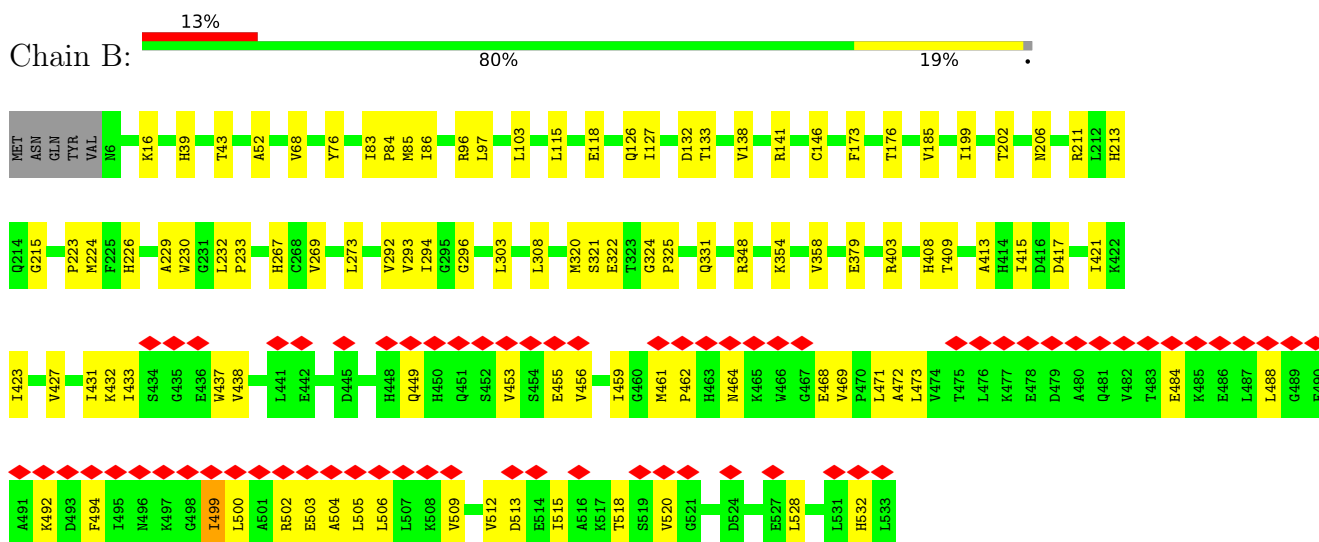 13%
Chain B:
80% 19% •
MET ASN GLN TYR VAL N6 K16 H39 T43 A52 V68 Y76 I83 P84 M85 I86 R96 L97 L103 L115 E118 Q126 I127 D132 T133 V138 R141 C146 F173 T176 V185 I199 T202 N206 R211 L212 H213
Q214 G215 P223 M224 F225 H226 A229 W230 G231 L232 P233 H267 C268 V269 L273 V292 V293 I294 G295 G296 L303 L308 M320 S321 E322 T323 G324 P325 Q331 R348 K354 V358 E379 R403 H408 T409 A413 H414 I415 D416 D417 I421 K422
I423 V427 I431 K432 I433 S434 G435 E436 W437 V438 L441 E442 D445 H448 Q449 H450 Q451 S452 V453 S454 E455 V456 I459 G460 M461 P462 H463 N464 K465 W466 G467 E468 V469 P470 L471 A472 L473 V474 T475 L476 K477 E478 D479 A480 Q481 V482 T483 E484 K485 E486 L487 L488 G489
A491 K492 D493 F494 I495 N496 K497 G498 I499 L500 A501 R502 E503 A504 L505 L506 L507 K508 V509 V512 D513 E514 I515 A516 K517 T518 S519 V520 G521 D524 E527 L528 L531 H532 L533